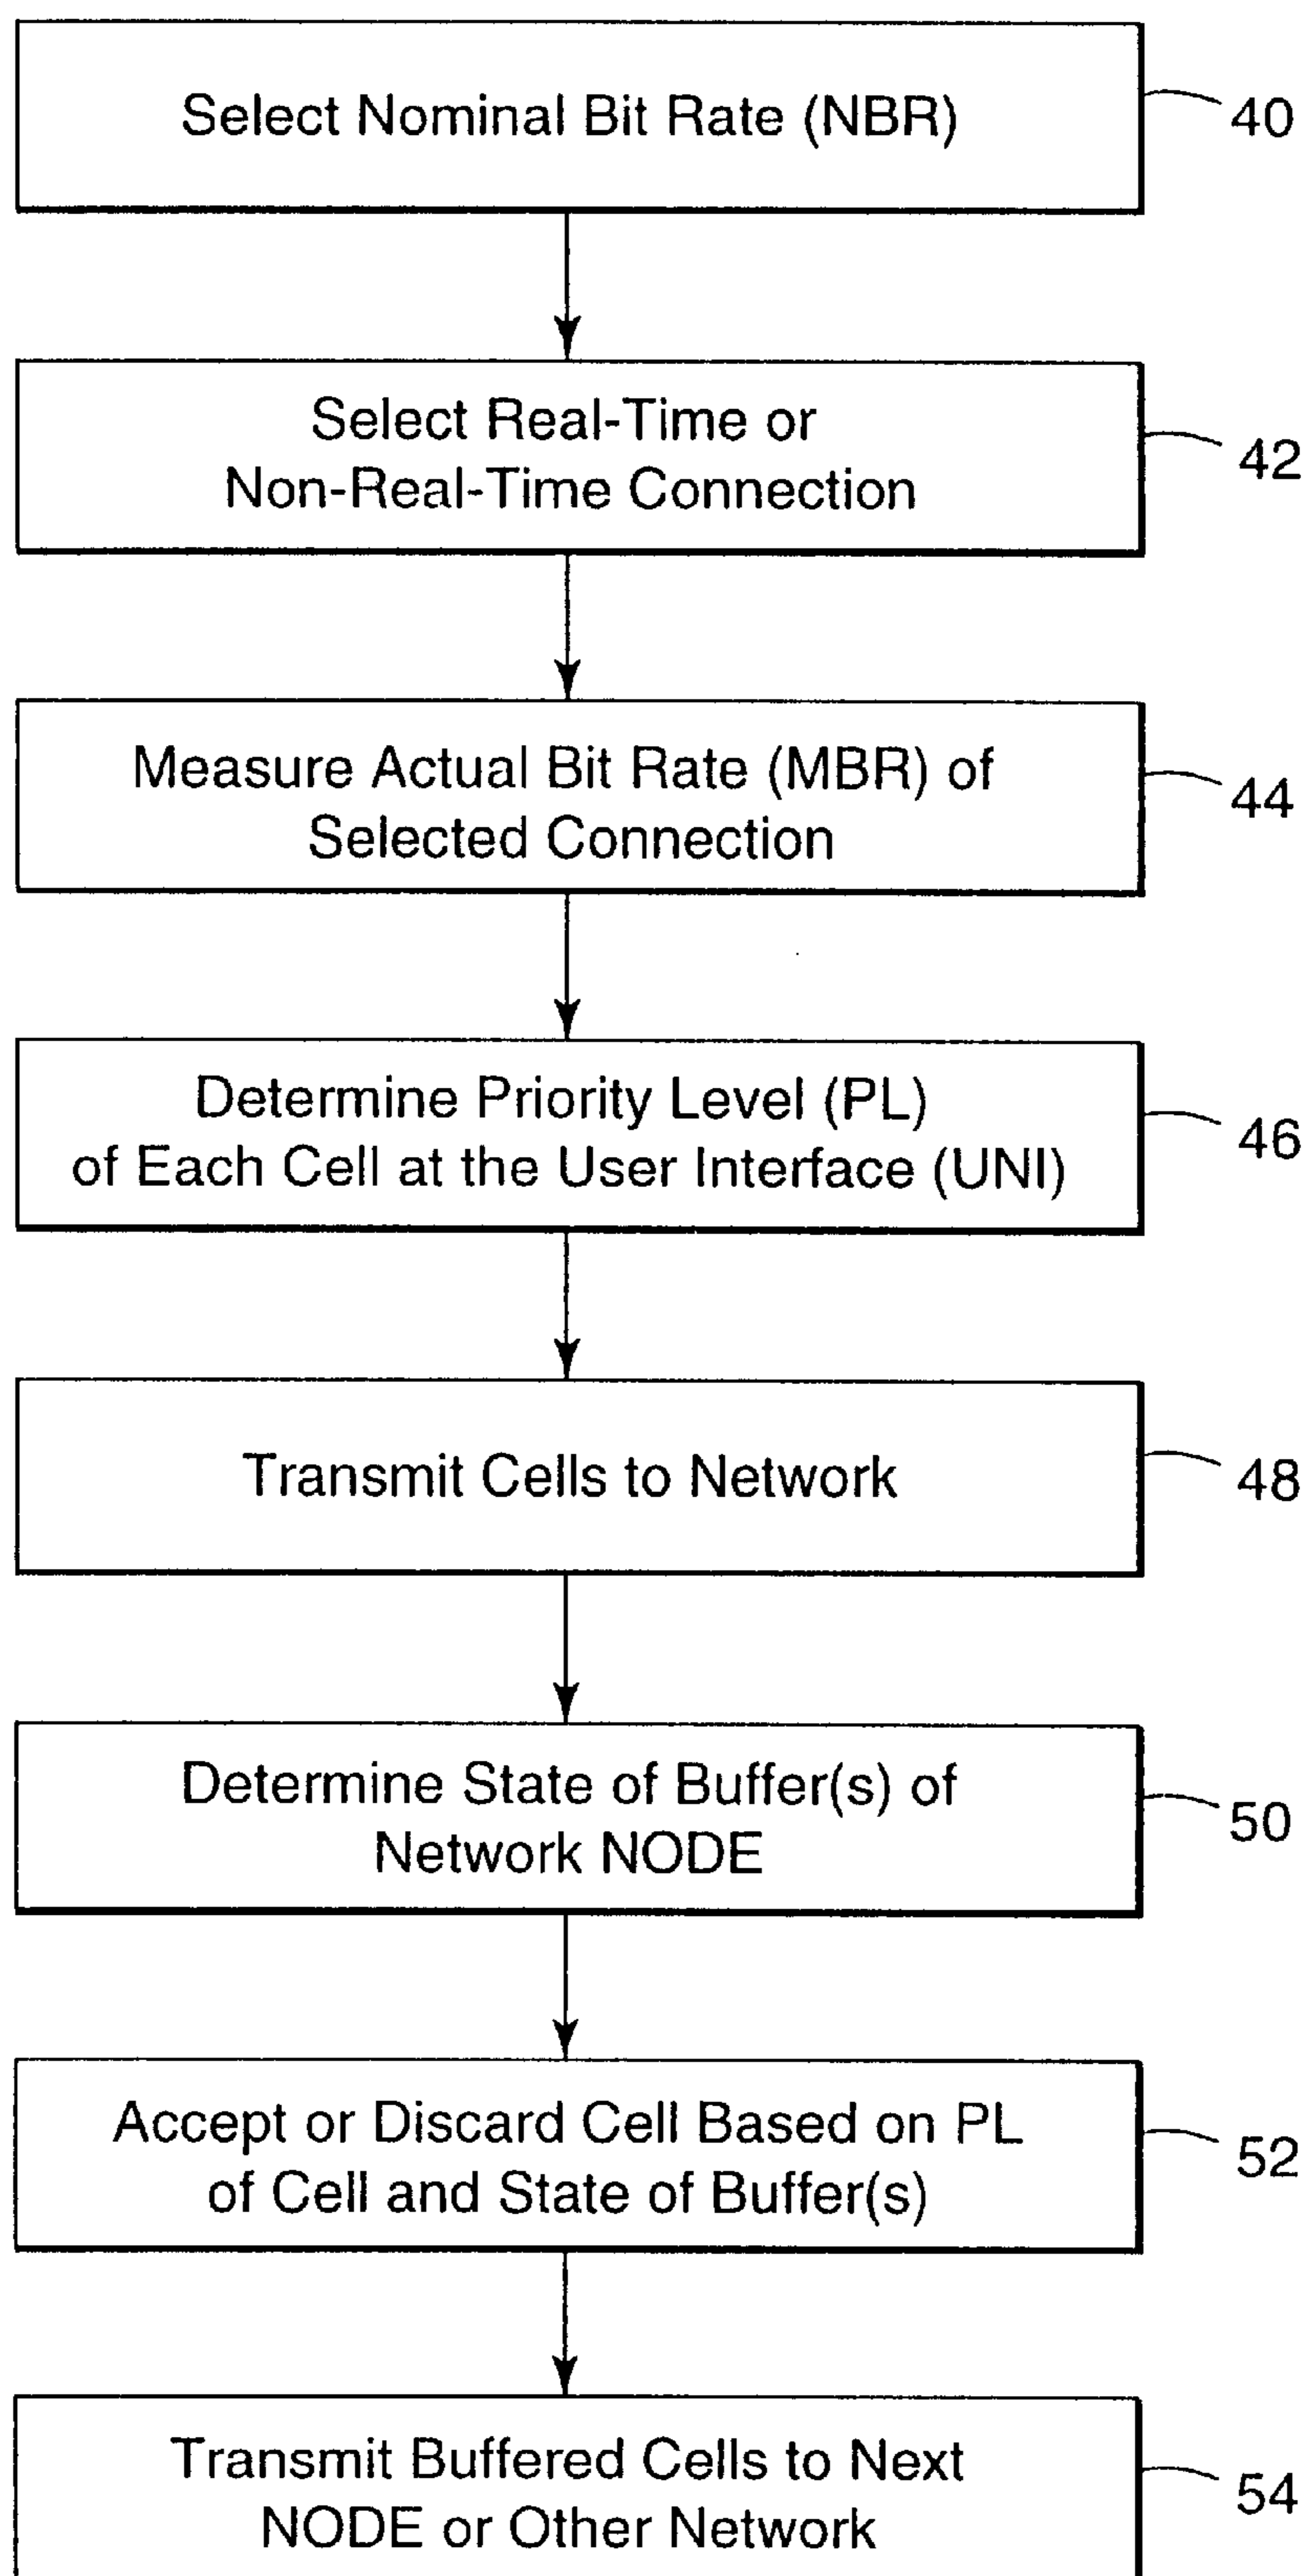 Select Nominal Bit Rate (NBR)
40
Select Real-Time or
Non-Real-Time Connection
42
Measure Actual Bit Rate (MBR) of
Selected Connection
44
Determine Priority Level (PL)
of Each Cell at the User Interface (UNI)
46
Transmit Cells to Network
48
Determine State of Buffer(s) of
Network NODE
50
Accept or Discard Cell Based on PL
of Cell and State of Buffer(s)
52
Transmit Buffered Cells to Next
NODE or Other Network
54